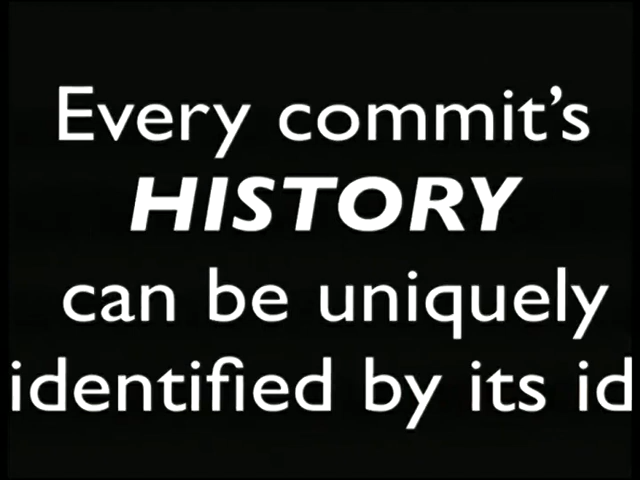 Every commit’s
HISTORY
can be uniquely
identified by its id